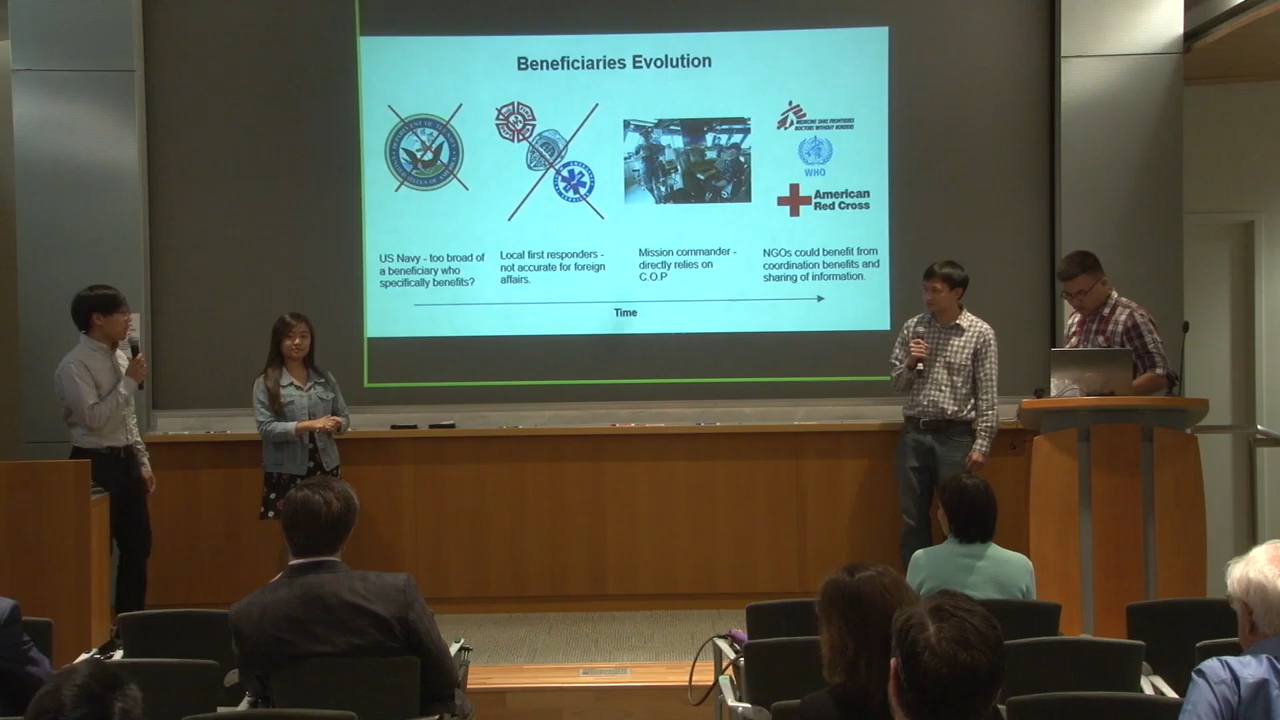 Beneficiaries Evolution
MEDECINS SANS FRONTIERES
DOCTORS WITHOUT BORDERS
WHO
American
Red Cross
US Navy - too broad of
a beneficiary who
specifically benefits?
Local first responders -
not accurate for foreign
affairs.
Mission commander -
directly relies on
C.O.P
NGOs could benefit from
coordination benefits and
sharing of information.
Time